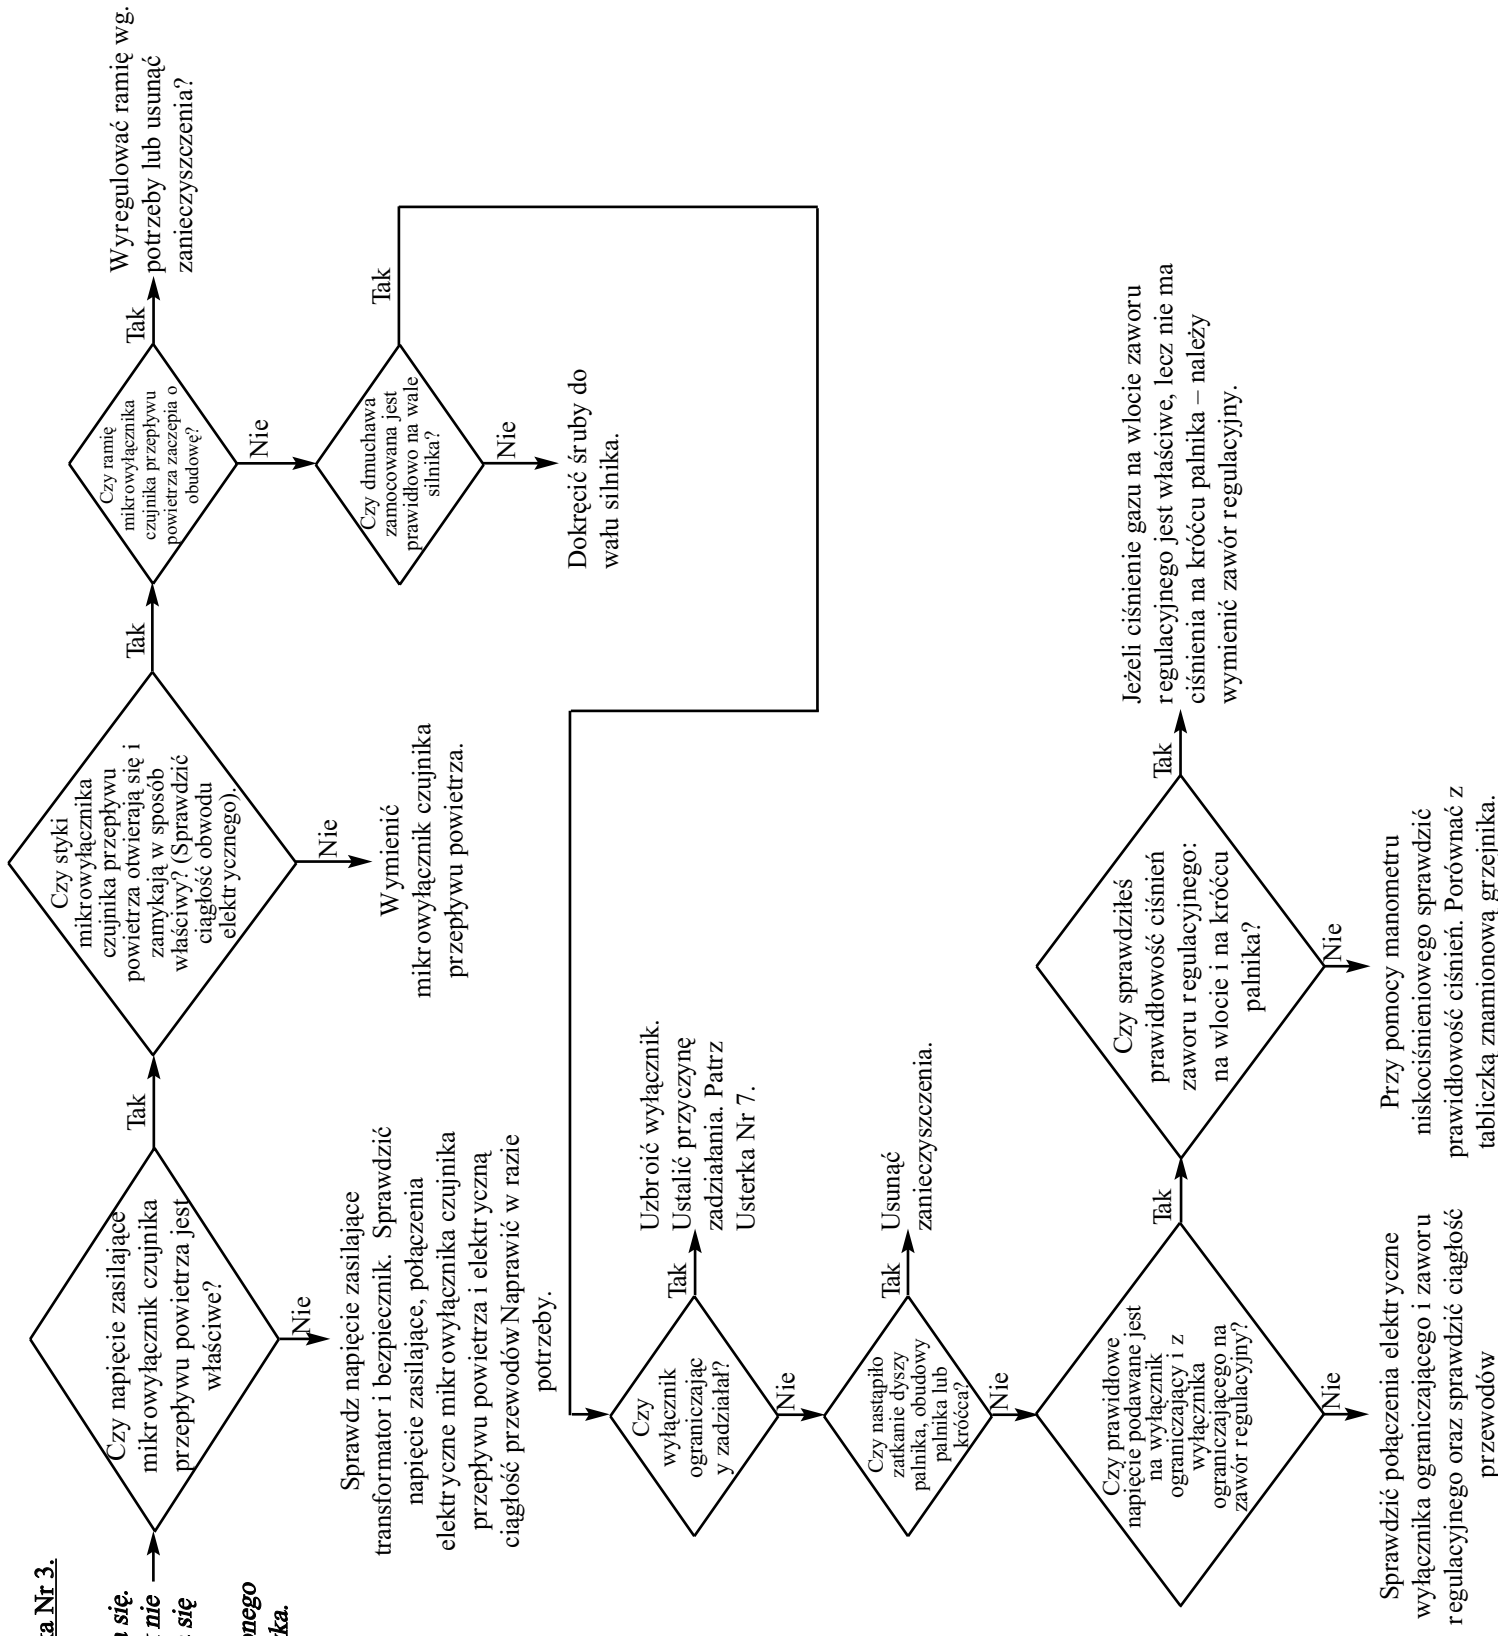 Nr 3.
się.
nie
się
Czy napięcie zasilające
mikrowyłącznik czujnika
przepływu powietrza jest
właściwe?
Tak
Nie
Sprawdz napięcie zasilające
transformator i bezpiecznik. Sprawdzić
napięcie zasilające, połączenia
elektryczne mikrowyłącznika czujnika
przepływu powietrza i elektryczną
ciągłość przewodówNaprawić w razie
potrzeby.
Czy styki
mikrowyłącznika
czujnika przepływu
powietrza otwierają się i
zamykają w sposób
właściwy? (Sprawdzić
ciągłość obwodu
elektrycznego).
Tak
Nie
Wymienić
mikrowyłącznik czujnika
przepływu powietrza.
Czy ramię
mikrowyłącznika
czujnika przepływu
powietrza zaczepia o
obudowę?
Tak
Wyregulować ramię wg.
potrzeby lub usunąć
zanieczyszczenia?
Nie
Czy dmuchawa
zamocowana jest
prawidłowo na wale
silnika?
Tak
Nie
Dokręcić śruby do
wału silnika.
Czy
wyłącznik
ograniczając
y zadziałał?
Tak
Uzbroić wyłącznik.
Ustalić przyczynę
zadziałania. Patrz
Usterka Nr 7.
Nie
Czy nastąpiło
zatkanie dyszy
palnika, obudowy
palnika lub
króćca?
Tak
Usunąć
zanieczyszczenia.
Nie
Czy prawidłowe
napięcie podawane jest
na wyłącznik
ograniczający i z
wyłącznika
ograniczającego na
zawór regulacyjny?
Tak
Nie
Sprawdzić połączenia elektryczne
wyłącznika ograniczającego i zaworu
regulacyjnego oraz sprawdzić ciągłość
przewodów
Czy sprawdziłeś
prawidłowość ciśnień
zaworu regulacyjnego:
na wlocie i na króćcu
palnika?
Tak
Jeżeli ciśnienie gazu na wlocie zaworu
regulacyjnego jest właściwe, lecz nie ma
ciśnienia na króćcu palnika – należy
wymienić zawór regulacyjny.
Nie
Przy pomocy manometru
niskociśnieniowego sprawdzić
prawidłowość ciśnień. Porównać z
tabliczką znamionową grzejnika.